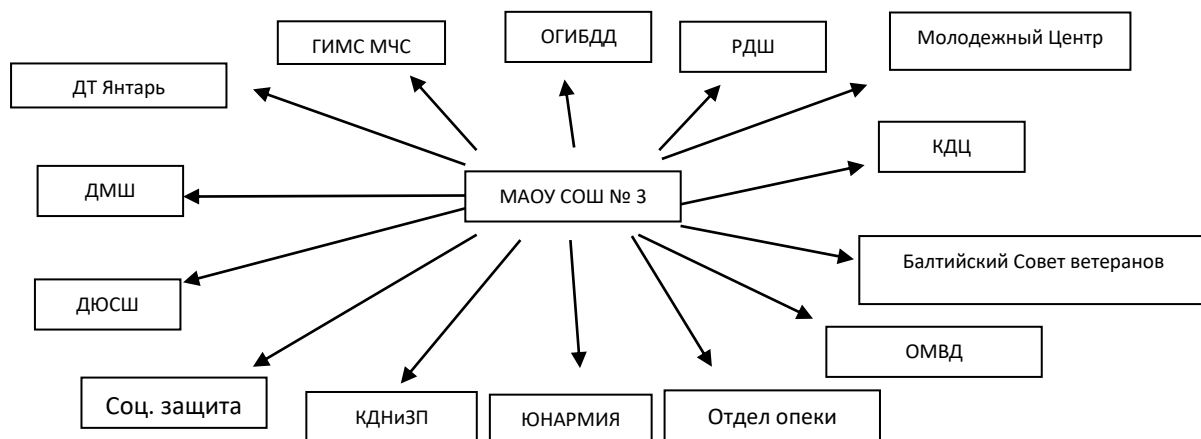 ГИМС МЧС
ОГИБДД
РДШ
Молодежный Центр
ДТ Янтарь
КДЦ
ДМШ
МАОУ СОШ № 3
Балтийский Совет ветеранов
ДЮСШ
ОМВД
Соц. защита
КДНиЗП
ЮНАРМИЯ
Отдел опеки